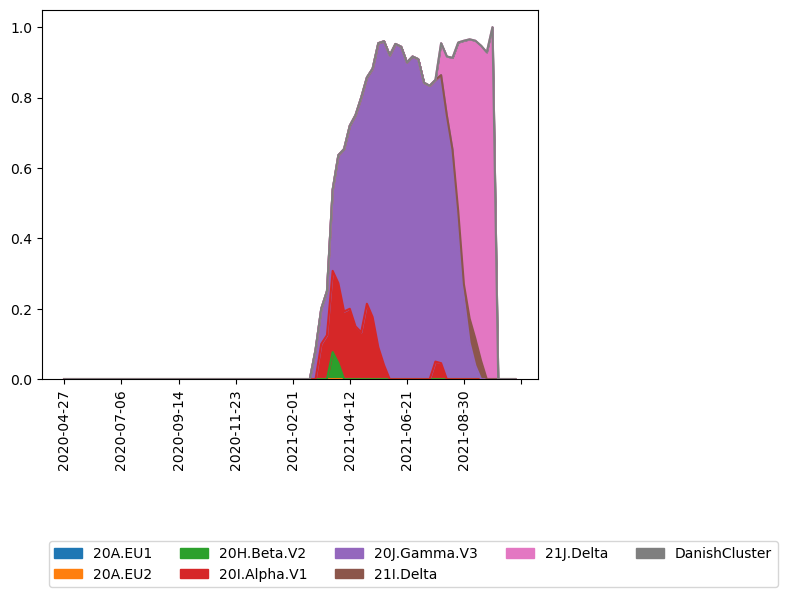 1.0
0.8
0.6
0.4
0.2
0.0
2020-04-27
2020-07-06
2020-09-14
2020-11-23
2021-02-01
2021-04-12
2021-06-21
2021-08-30
20A.EU1
20H.Beta.V2
20J.Gamma.V3
21J.Delta
DanishCluster
20A.EU2
20I.Alpha.V1
21I.Delta